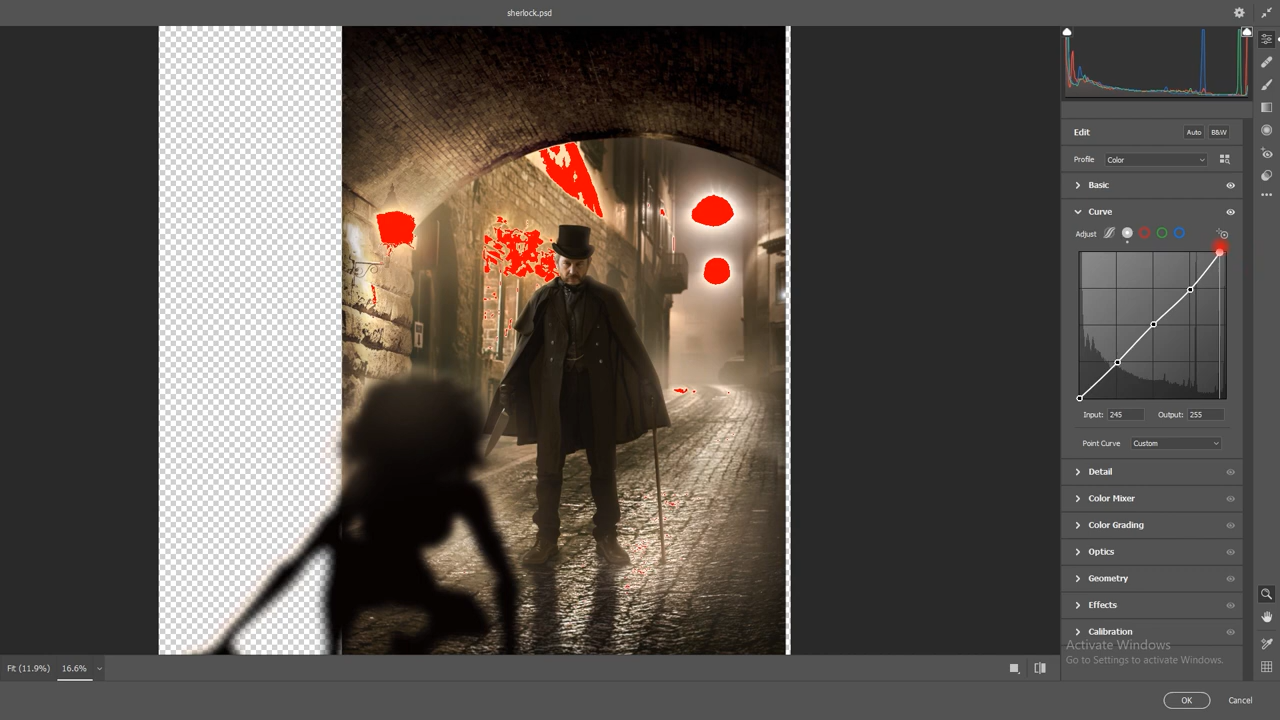 sherlock.psd
Edit
Auto
B&W
Profile
Color
Basic
Curve
Adjust
Input: 245 Output: 255
Point Curve Custom
Detail
Color Mixer
Color Grading
Optics
Geometry
Effects
Calibration
Activate Windows
Go to Settings to activate Windows.
Fit (11.9%) 16.6%
OK Cancel